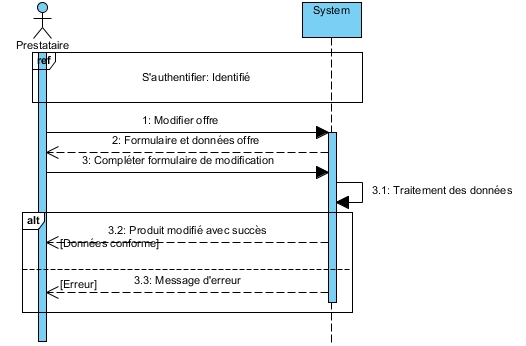 System
Prestataire
ref
S'authentifier: Identifié
1: Modifier offre
2: Formulaire et données offre
3: Compléter formulaire de modification
3.1: Traitement des données
alt
3.2: Produit modifié avec succès
[Données conforme]
3.3: Message d'erreur
[Erreur]